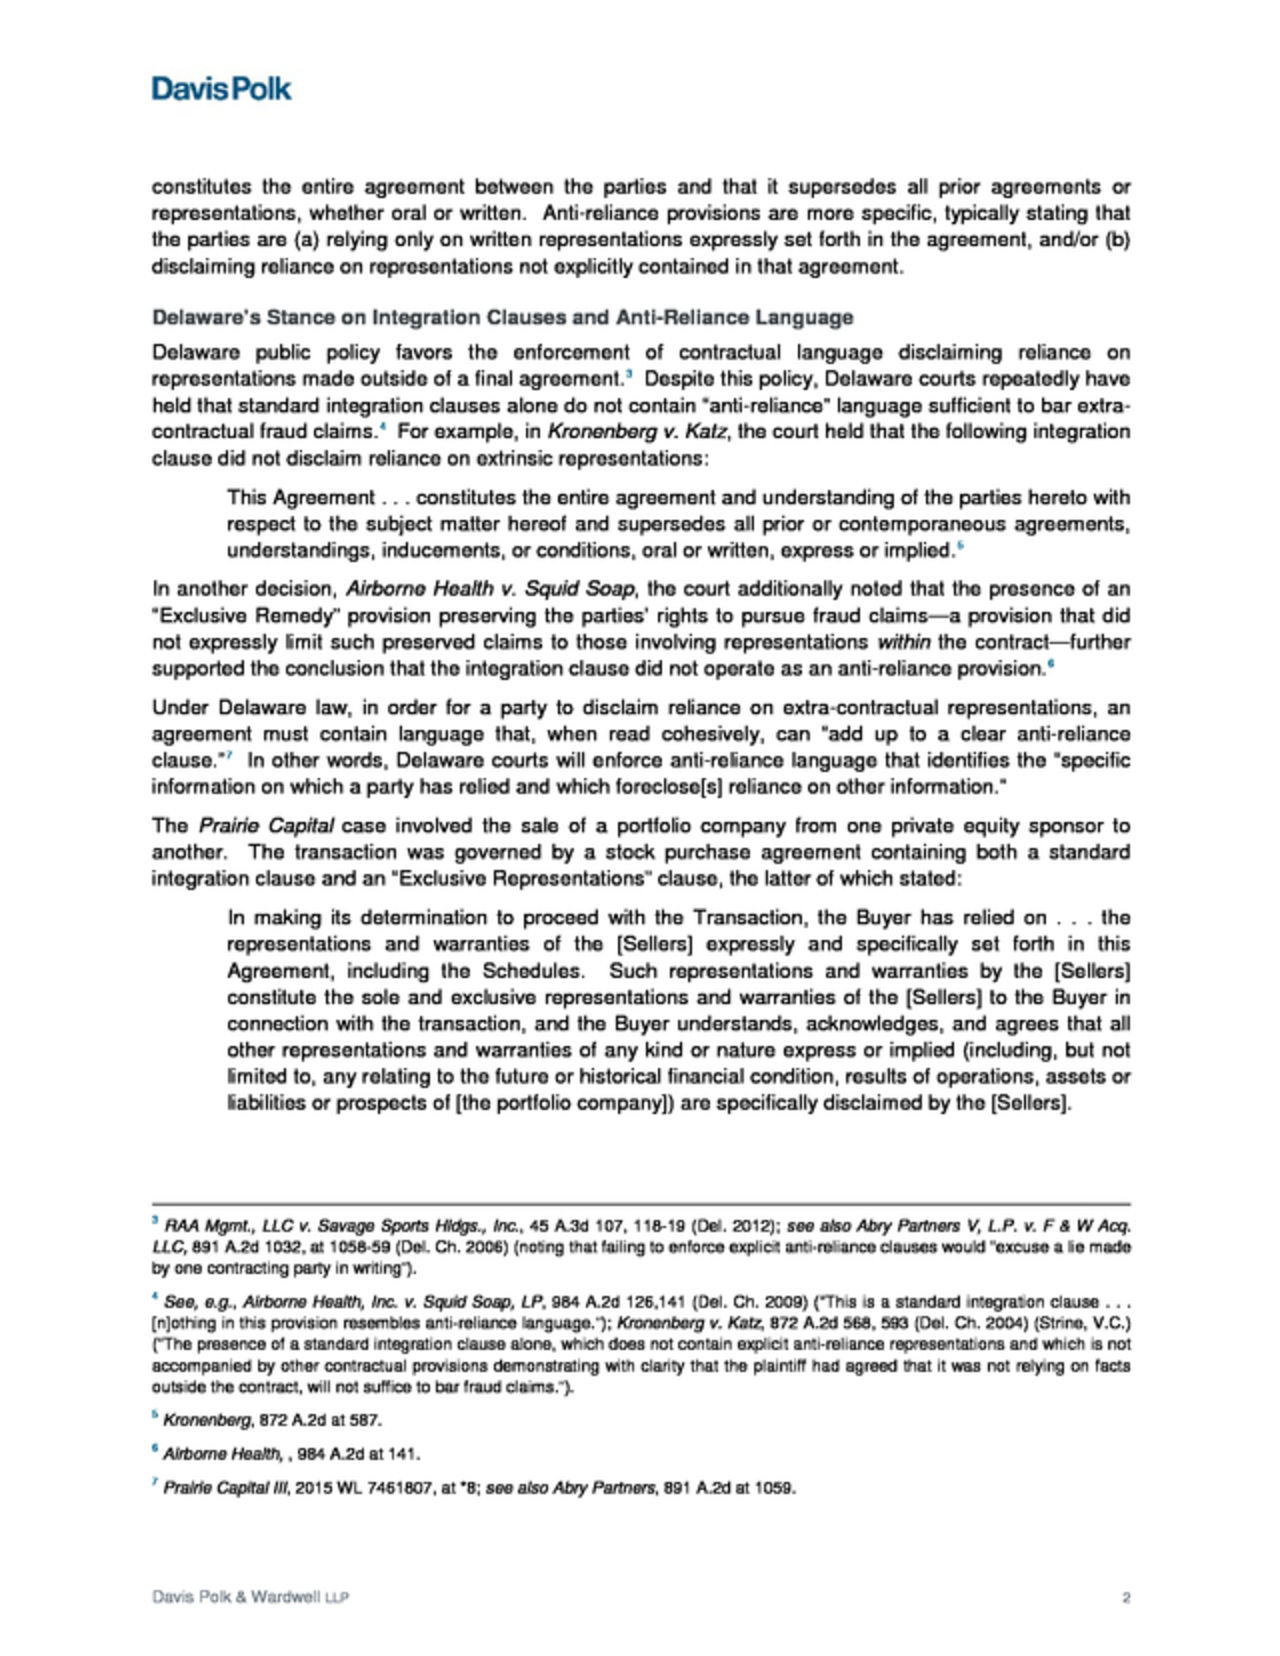 DavisPolk
constitutes the entire agreement between the parties and that it supersedes all prior agreements or
representations, whether oral or written. Anti-reliance provisions are more specific, typically stating that
the parties are (a) relying only on written representations expressly set forth in the agreement, and/or (b)
disclaiming reliance on representations not explicitly contained in that agreement.
Delaware's Stance on Integration Clauses and Anti-Reliance Language
Delaware public policy favors the enforcement of contractual language disclaiming reliance on
representations made outside of a final agreement.3 Despite this policy, Delaware courts repeatedly have
held that standard integration clauses alone do not contain "anti-reliance" language sufficient to bar extra-
contractual fraud claims.4 For example, in Kronenberg v. Katz, the court held that the following integration
clause did not disclaim reliance on extrinsic representations:
This Agreement . . . constitutes the entire agreement and understanding of the parties hereto with
respect to the subject matter hereof and supersedes all prior or contemporaneous agreements,
understandings, inducements, or conditions, oral or written, express or implied.5
In another decision, Airborne Health v. Squid Soap, the court additionally noted that the presence of an
"Exclusive Remedy" provision preserving the parties' rights to pursue fraud claims—a provision that did
not expressly limit such preserved claims to those involving representations within the contract—further
supported the conclusion that the integration clause did not operate as an anti-reliance provision.6
Under Delaware law, in order for a party to disclaim reliance on extra-contractual representations, an
agreement must contain language that, when read cohesively, can "add up to a clear anti-reliance
clause."7 In other words, Delaware courts will enforce anti-reliance language that identifies the "specific
information on which a party has relied and which foreclose[s] reliance on other information."
The Prairie Capital case involved the sale of a portfolio company from one private equity sponsor to
another. The transaction was governed by a stock purchase agreement containing both a standard
integration clause and an "Exclusive Representations" clause, the latter of which stated:
In making its determination to proceed with the Transaction, the Buyer has relied on . . . the
representations and warranties of the [Sellers] expressly and specifically set forth in this
Agreement, including the Schedules. Such representations and warranties by the [Sellers]
constitute the sole and exclusive representations and warranties of the [Sellers] to the Buyer in
connection with the transaction, and the Buyer understands, acknowledges, and agrees that all
other representations and warranties of any kind or nature express or implied (including, but not
limited to, any relating to the future or historical financial condition, results of operations, assets or
liabilities or prospects of [the portfolio company]) are specifically disclaimed by the [Sellers].
3 RAA Mgmt., LLC v. Savage Sports Hldgs., Inc., 45 A.3d 107, 118-19 (Del. 2012); see also Abry Partners V, L.P. v. F & W Acq.
LLC, 891 A.2d 1032, at 1058-59 (Del. Ch. 2006) (noting that failing to enforce explicit anti-reliance clauses would "excuse a lie made
by one contracting party in writing").
4 See, e.g., Airborne Health, Inc. v. Squid Soap, LP, 984 A.2d 126,141 (Del. Ch. 2009) ("This is a standard integration clause . . .
[n]othing in this provision resembles anti-reliance language."); Kronenberg v. Katz, 872 A.2d 568, 593 (Del. Ch. 2004) (Strine, V.C.)
("The presence of a standard integration clause alone, which does not contain explicit anti-reliance representations and which is not
accompanied by other contractual provisions demonstrating with clarity that the plaintiff had agreed that it was not relying on facts
outside the contract, will not suffice to bar fraud claims.").
5 Kronenberg, 872 A.2d at 587.
6 Airborne Health, , 984 A.2d at 141.
7 Prairie Capital III, 2015 WL 7461807, at *8; see also Abry Partners, 891 A.2d at 1059.
Davis Polk & Wardwell LLP 2